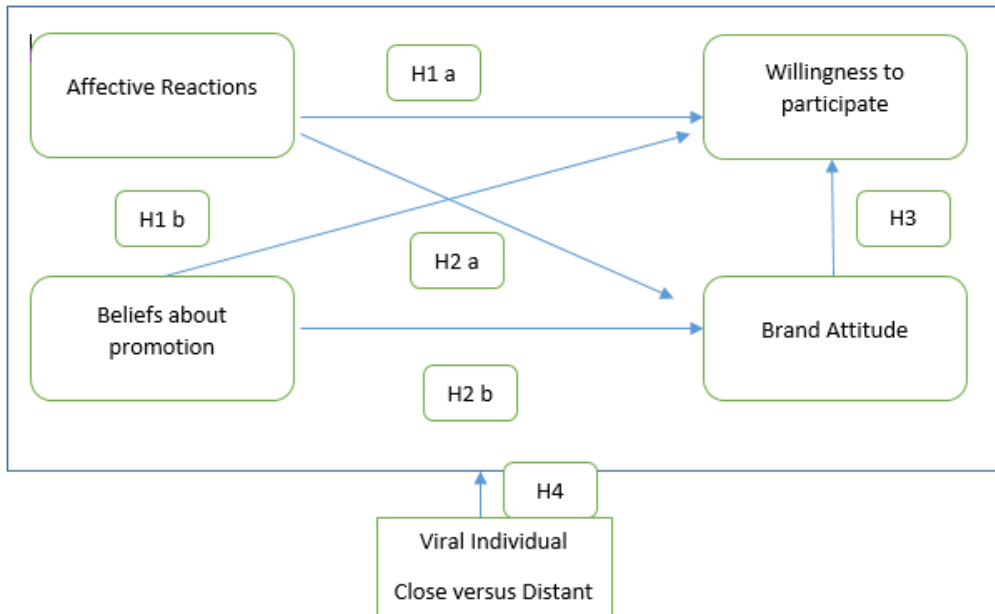 Affective Reactions
H1 a
Willingness to
participate
H1 b
H2 a
H3
Beliefs about
promotion
Brand Attitude
H2 b
H4
Viral Individual
Close versus Distant